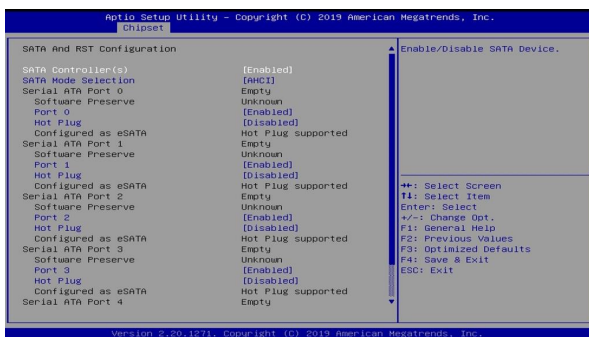 Aptio Setup Utility – Copyright (C) 2019 American Megatrends, Inc.
Chipset
SATA And RST Configuration
SATA Controller(s) [Enabled]
SATA Mode Selection [AHCI]
Serial ATA Port 0 Empty
Software Preserve Unknown
Port 0 [Enabled]
Hot Plug [Disabled]
Configured as eSATA Hot Plug supported
Serial ATA Port 1 Empty
Software Preserve Unknown
Port 1 [Enabled]
Hot Plug [Disabled]
Configured as eSATA Hot Plug supported
Serial ATA Port 2 Empty
Software Preserve Unknown
Port 2 [Enabled]
Hot Plug [Disabled]
Configured as eSATA Hot Plug supported
Serial ATA Port 3 Empty
Software Preserve Unknown
Port 3 [Enabled]
Hot Plug [Disabled]
Configured as eSATA Hot Plug supported
Serial ATA Port 4 Empty
Enable/Disable SATA Device.
→←: Select Screen
↑↓: Select Item
Enter: Select
+/-: Change Opt.
F1: General Help
F2: Previous Values
F3: Optimized Defaults
F4: Save & Exit
ESC: Exit
Version 2.20.1271. Copyright (C) 2019 American Megatrends, Inc.